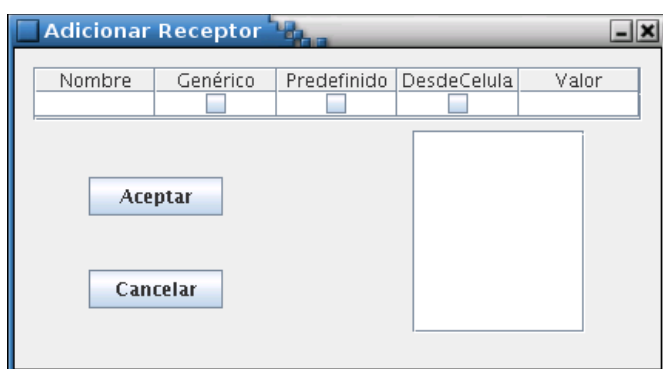 Adicionar Receptor
Nombre Genérico Predefinido DesdeCelula Valor
Aceptar
Cancelar